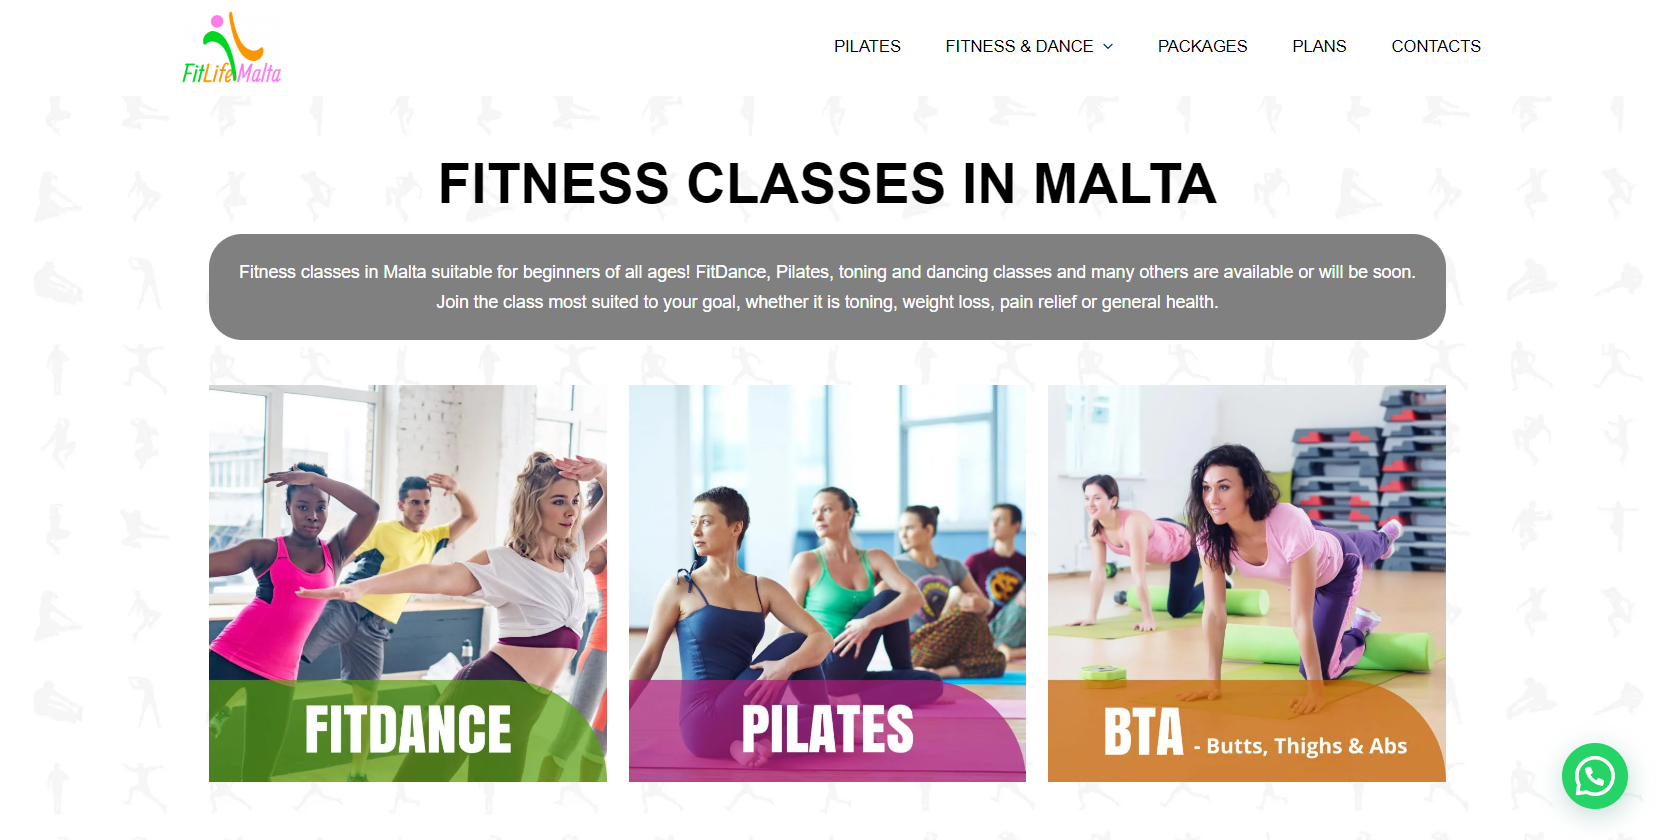 FitLifeMalta
PILATES
FITNESS & DANCE
PACKAGES
PLANS
CONTACTS
FITNESS CLASSES IN MALTA
Fitness classes in Malta suitable for beginners of all ages! FitDance, Pilates, toning and dancing classes and many others are available or will be soon.
Join the class most suited to your goal, whether it is toning, weight loss, pain relief or general health.
FITDANCE
PILATES
BTA - Butts, Thighs & Abs